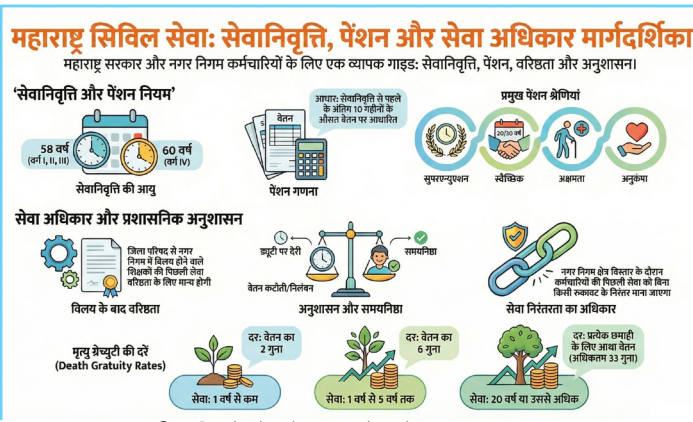 महाराष्ट्र सिविल सेवा: सेवानिवृत्ति, पेंशन और सेवा अधिकार मार्गदर्शिका
महाराष्ट्र सरकार और नगर निगम कर्मचारियों के लिए एक व्यापक गाइड: सेवानिवृत्ति, पेंशन, वरिष्ठता और अनुशासन।
'सेवानिवृत्ति और पेंशन नियम'
58 वर्ष
(वर्ग I, II, III)
60 वर्ष
(वर्ग IV)
सेवानिवृत्ति की आयु
वेतन
आधार: सेवानिवृत्ति से पहले
के अंतिम 10 गहीनों के
औसत बेतन पर आधारित
पेंशन गणना
प्रमुख पेंशन श्रेणियां
20/30 वर्ष
सुपरएन्युएशन
स्वैच्छिक
अक्षमता
अनुकंपा
सेवा अधिकार और प्रशासनिक अनुशासन
जिला परिषद से नगर
निगम में विलय होने वाले
शिक्षकों की पिछली लेवा
वरिष्ठता के लिए मान्य होगी
विलय के बाद वरिष्ठता
ड्यूटी पर देरी
समयनिष्ठा
वेतन कटोती/निलंबन
अनुशासन और समयनिष्ठा
नगर निगम क्षेत्र विस्तार के दौरान
कर्मचारियों की पिछली सेवा को बिना
किसी रुकावट के निरंतर माना जाएगा
सेवा निरंतरता का अधिकार
मृत्यु ग्रेच्युटी की दरें
(Death Gratuity Rates)
दर: वेतन का
2 गुना
सेवा: 1 वर्ष से कम
दर: वेतन का
6 गुना
सेवा: 1 वर्ष से 5 वर्ष तक
दर: प्रत्येक छमाही
के लिए आधा वेतन
(अधिकतम 33 गुना)
सेवा: 20 वर्ष या उससे अधिक